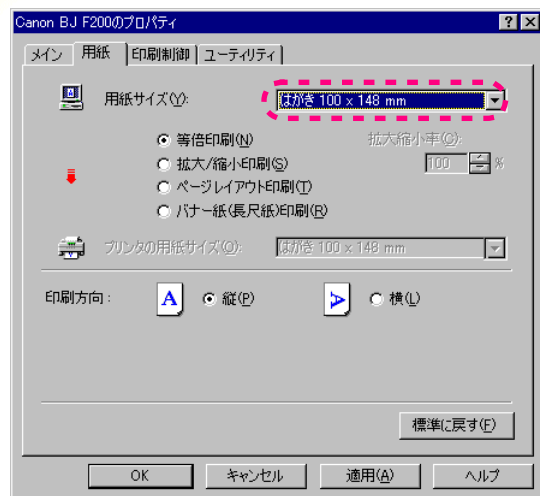 Canon BJ F200のプロパティ
メイン 用紙 印刷制御 ユーティリティ
用紙サイズ(Y): はがき 100 x 148 mm
等倍印刷(N) 拡大縮小率(C):
拡大/縮小印刷(S) 100 %
ページレイアウト印刷(T)
バナー紙(長尺紙)印刷(R)
プリンタの用紙サイズ(O): はがき 100 x 148 mm
印刷方向: A 縦(P) A 横(L)
標準に戻す(F)
OK キャンセル 適用(A) ヘルプ